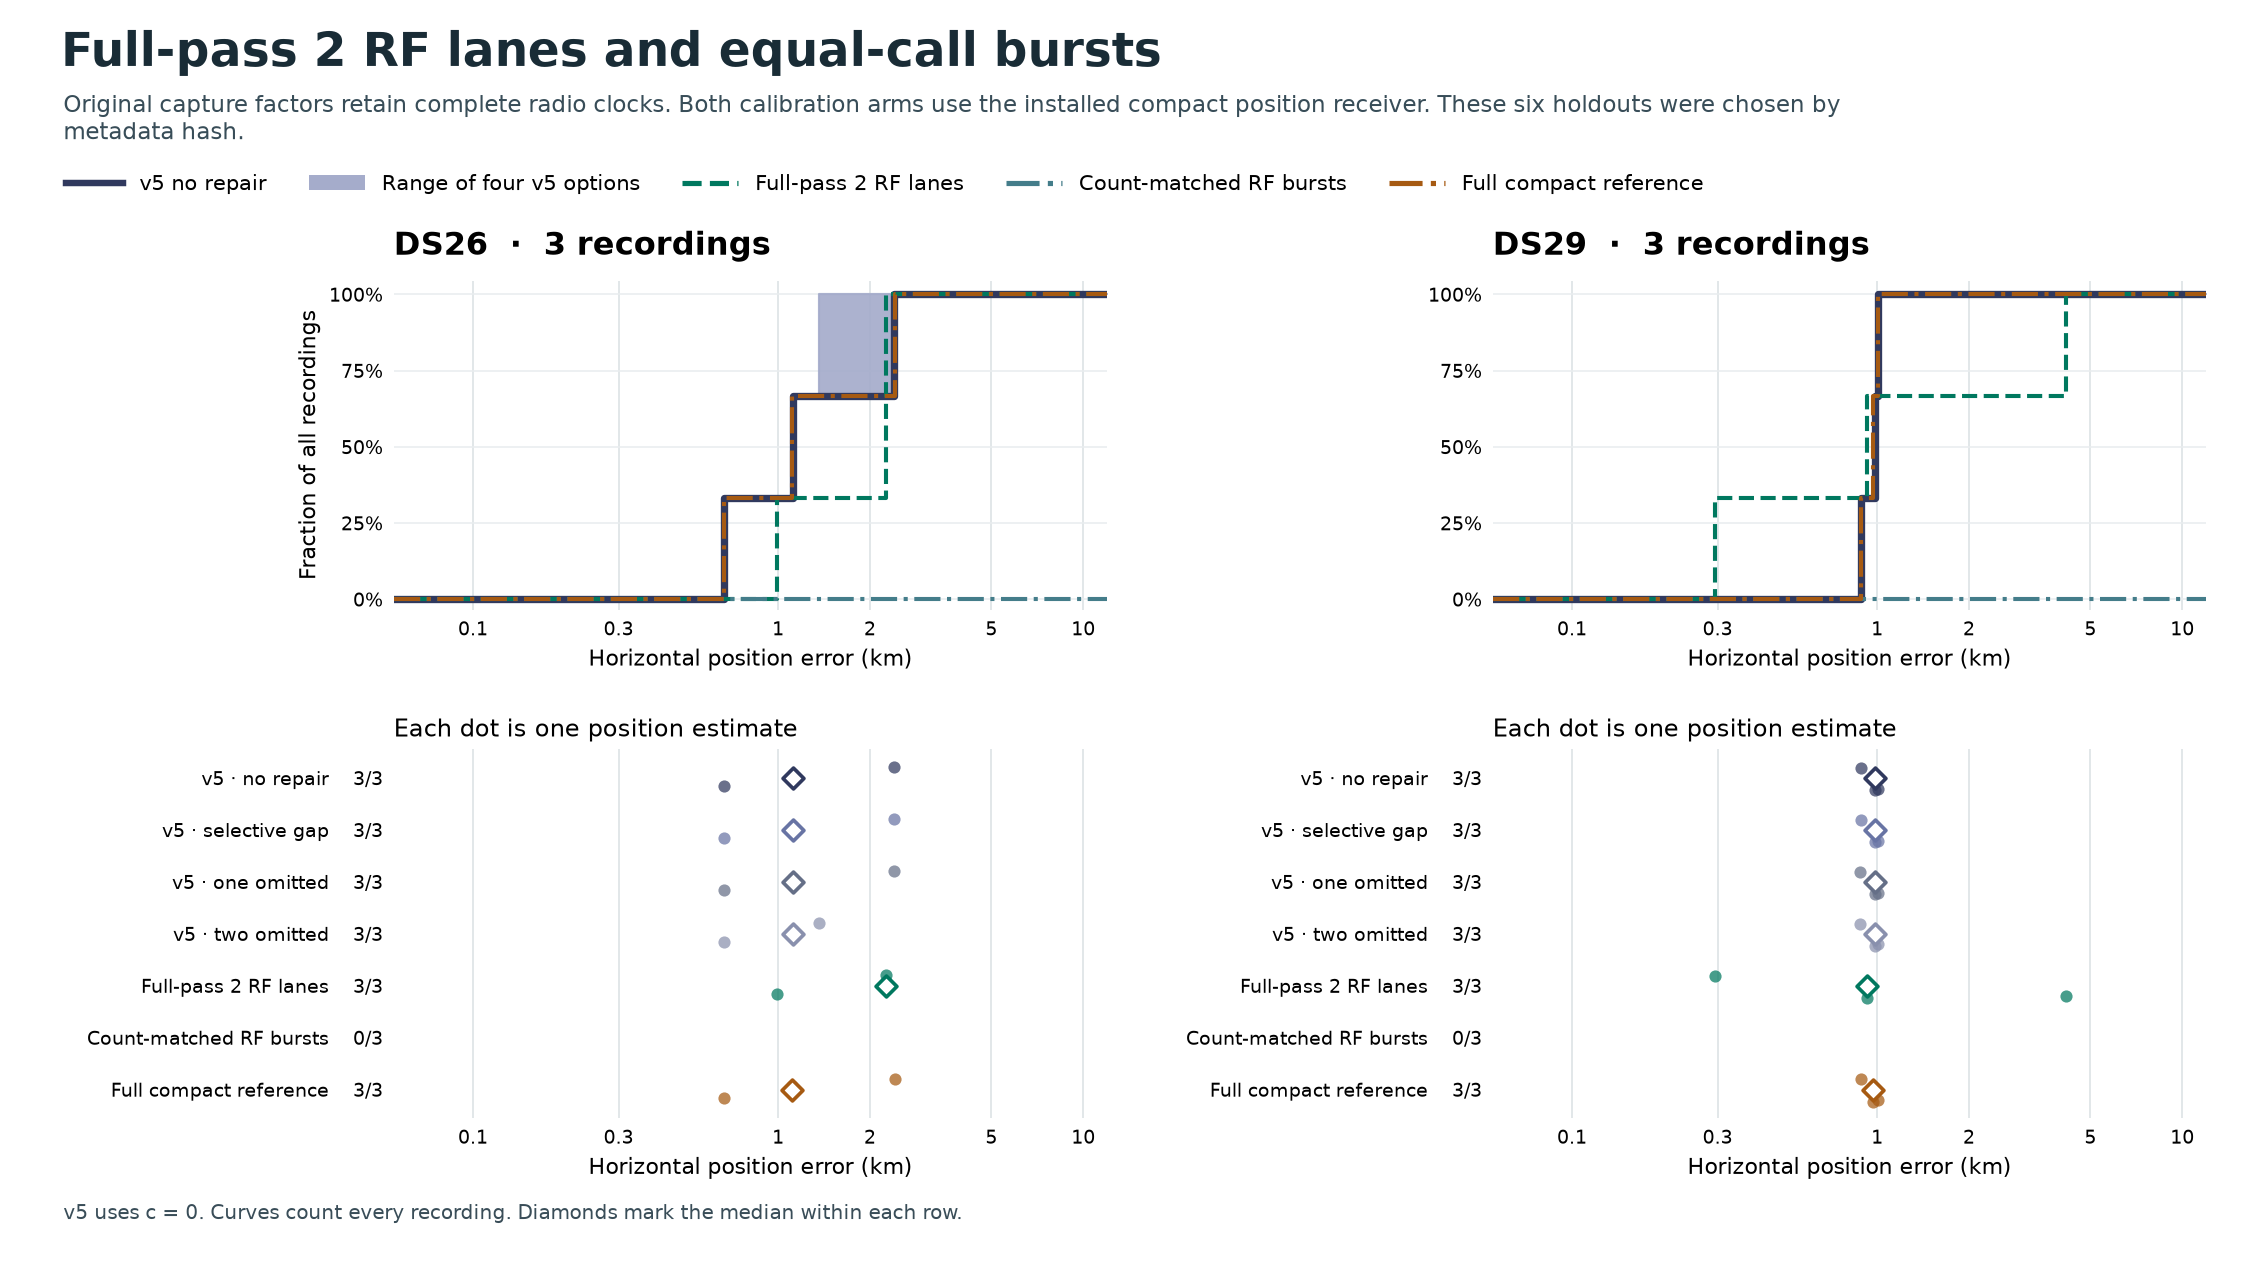 Full-pass 2 RF lanes and equal-call bursts
Original capture factors retain complete radio clocks. Both calibration arms use the installed compact position receiver. These six holdouts were chosen by
metadata hash.
v5 no repair
Range of four v5 options
Full-pass 2 RF lanes
Count-matched RF bursts
Full compact reference
DS26 · 3 recordings
Fraction of all recordings
100%
75%
50%
25%
0%
0.1 0.3 1 2 5 10
Horizontal position error (km)
DS29 · 3 recordings
100%
75%
50%
25%
0%
0.1 0.3 1 2 5 10
Horizontal position error (km)
Each dot is one position estimate
v5 · no repair 3/3
v5 · selective gap 3/3
v5 · one omitted 3/3
v5 · two omitted 3/3
Full-pass 2 RF lanes 3/3
Count-matched RF bursts 0/3
Full compact reference 3/3
0.1 0.3 1 2 5 10
Horizontal position error (km)
Each dot is one position estimate
v5 · no repair 3/3
v5 · selective gap 3/3
v5 · one omitted 3/3
v5 · two omitted 3/3
Full-pass 2 RF lanes 3/3
Count-matched RF bursts 0/3
Full compact reference 3/3
0.1 0.3 1 2 5 10
Horizontal position error (km)
v5 uses c = 0. Curves count every recording. Diamonds mark the median within each row.